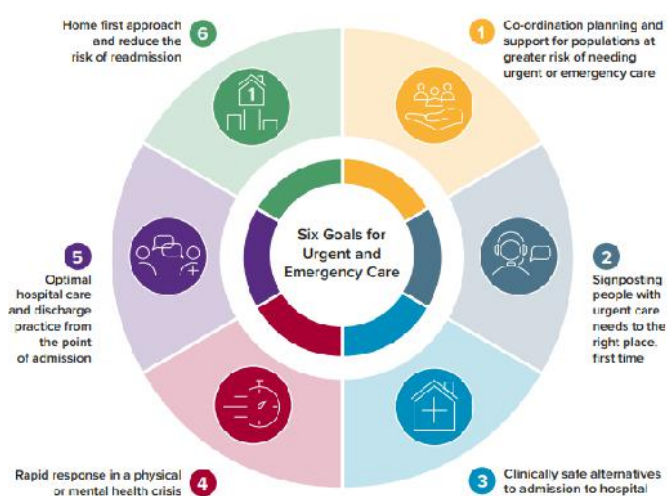 Six Goals for
Urgent and
Emergency Care
1
Co-ordination planning and
support for populations at
greater risk of needing
urgent or emergency care
2
Signposting
people with
urgent care
needs to the
right place,
first time
3
Clinically safe alternatives
to admission to hospital
4
Rapid response in a physical
or mental health crisis
5
Optimal
hospital care
and discharge
practice from
the point
of admission
6
Home first approach
and reduce the
risk of readmission
1